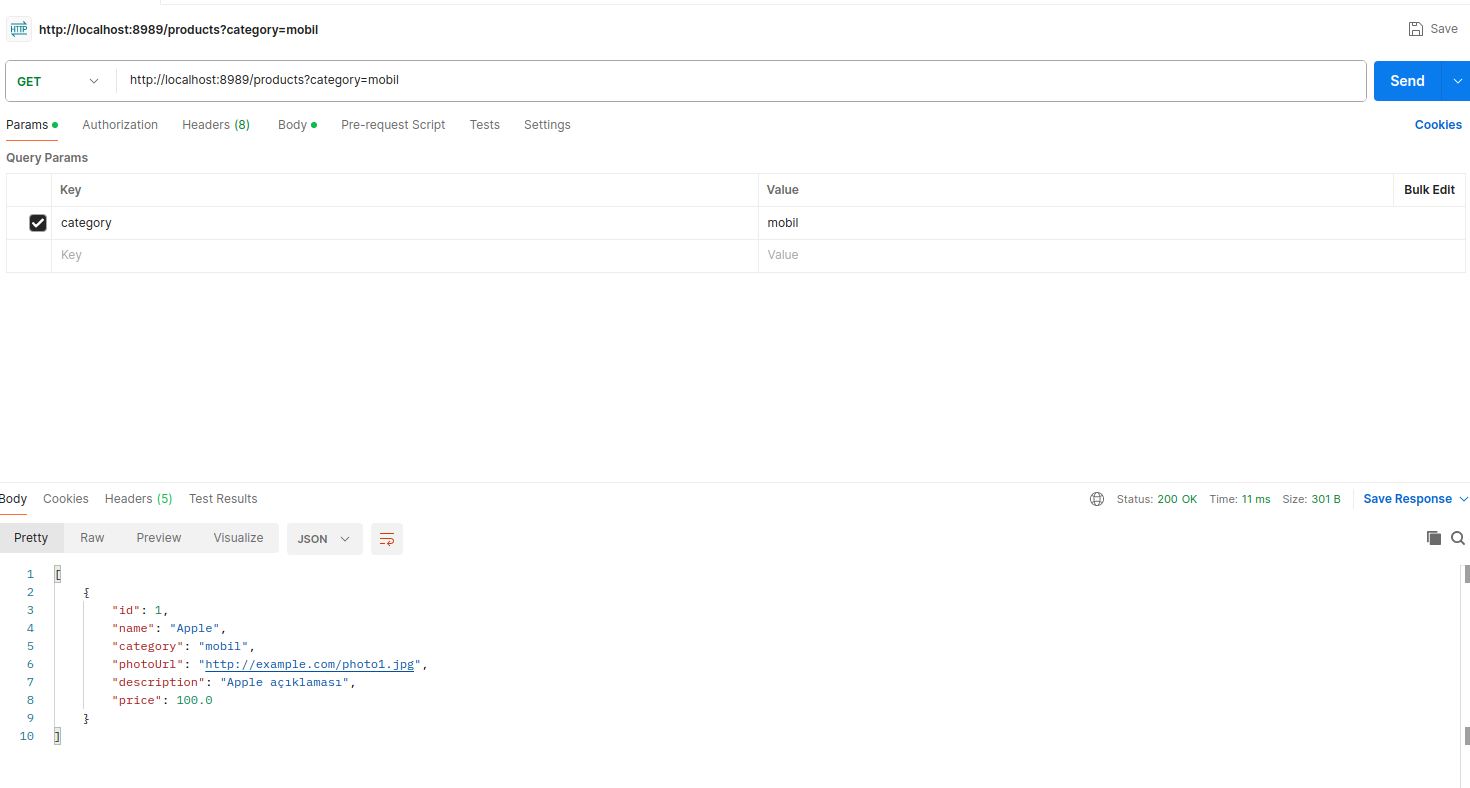 HTTP http://localhost:8989/products?category=mobil Save
GET http://localhost:8989/products?category=mobil Send
Params Authorization Headers (8) Body Pre-request Script Tests Settings Cookies
Query Params
Key Value Bulk Edit
category mobil
Key Value
Body Cookies Headers (5) Test Results Status: 200 OK Time: 11 ms Size: 301 B Save Response
Pretty Raw Preview Visualize JSON
1 [
2 {
3 "id": 1,
4 "name": "Apple",
5 "category": "mobil",
6 "photoUrl": "http://example.com/photo1.jpg",
7 "description": "Apple açıklaması",
8 "price": 100.0
9 }
10 ]